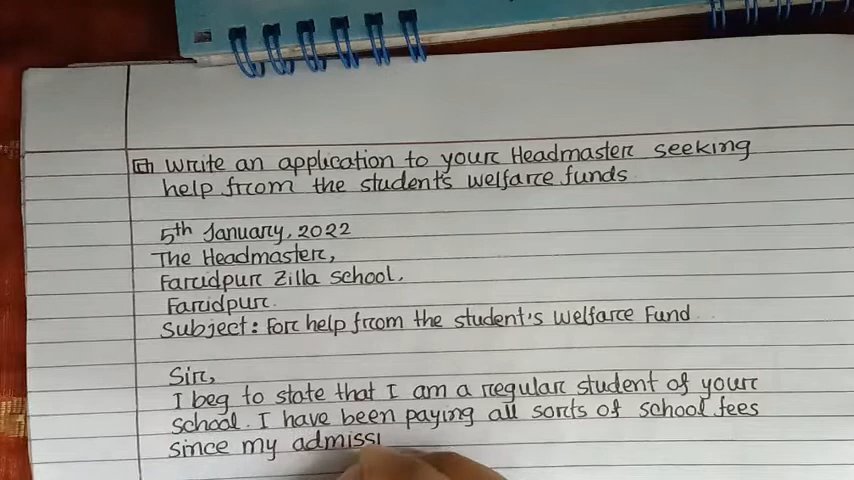 Write an application to your Headmaster seeking
help from the students welfare funds
5th January, 2022
The Headmaster,
Faridpur Zilla school,
Faridpur.
Subject: For help from the student's Welfare Fund
Sir,
I beg to state that I am a regular student of your
school. I have been paying all sorts of school fees
since my admissi